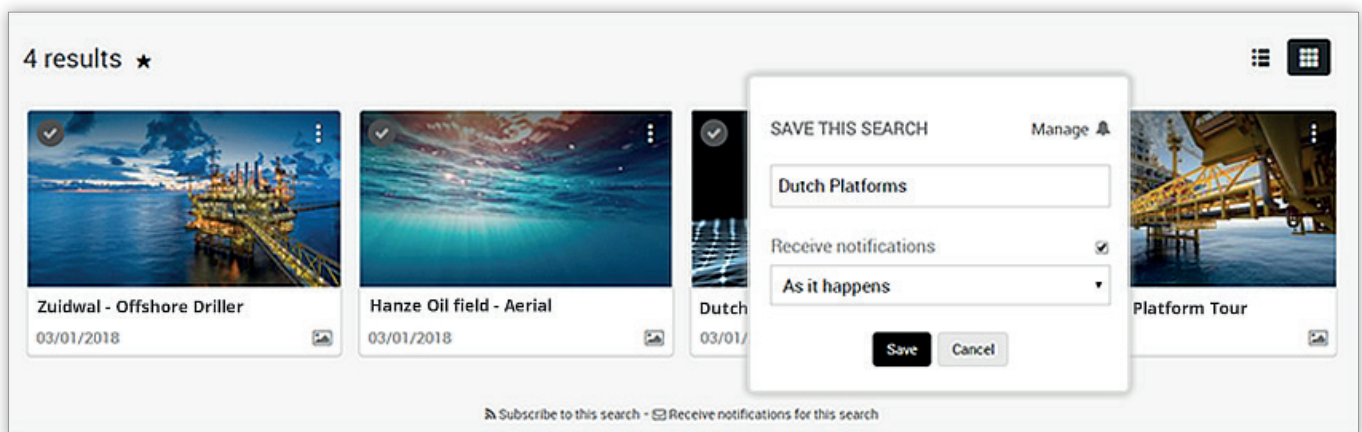 4 results
SAVE THIS SEARCH
Manage
Dutch Platforms
Receive notifications
As it happens
Save
Cancel
Zuidwal - Offshore Driller
03/01/2018
Hanze Oil field - Aerial
03/01/2018
Dutch
03/01/
Platform Tour
Subscribe to this search - Receive notifications for this search